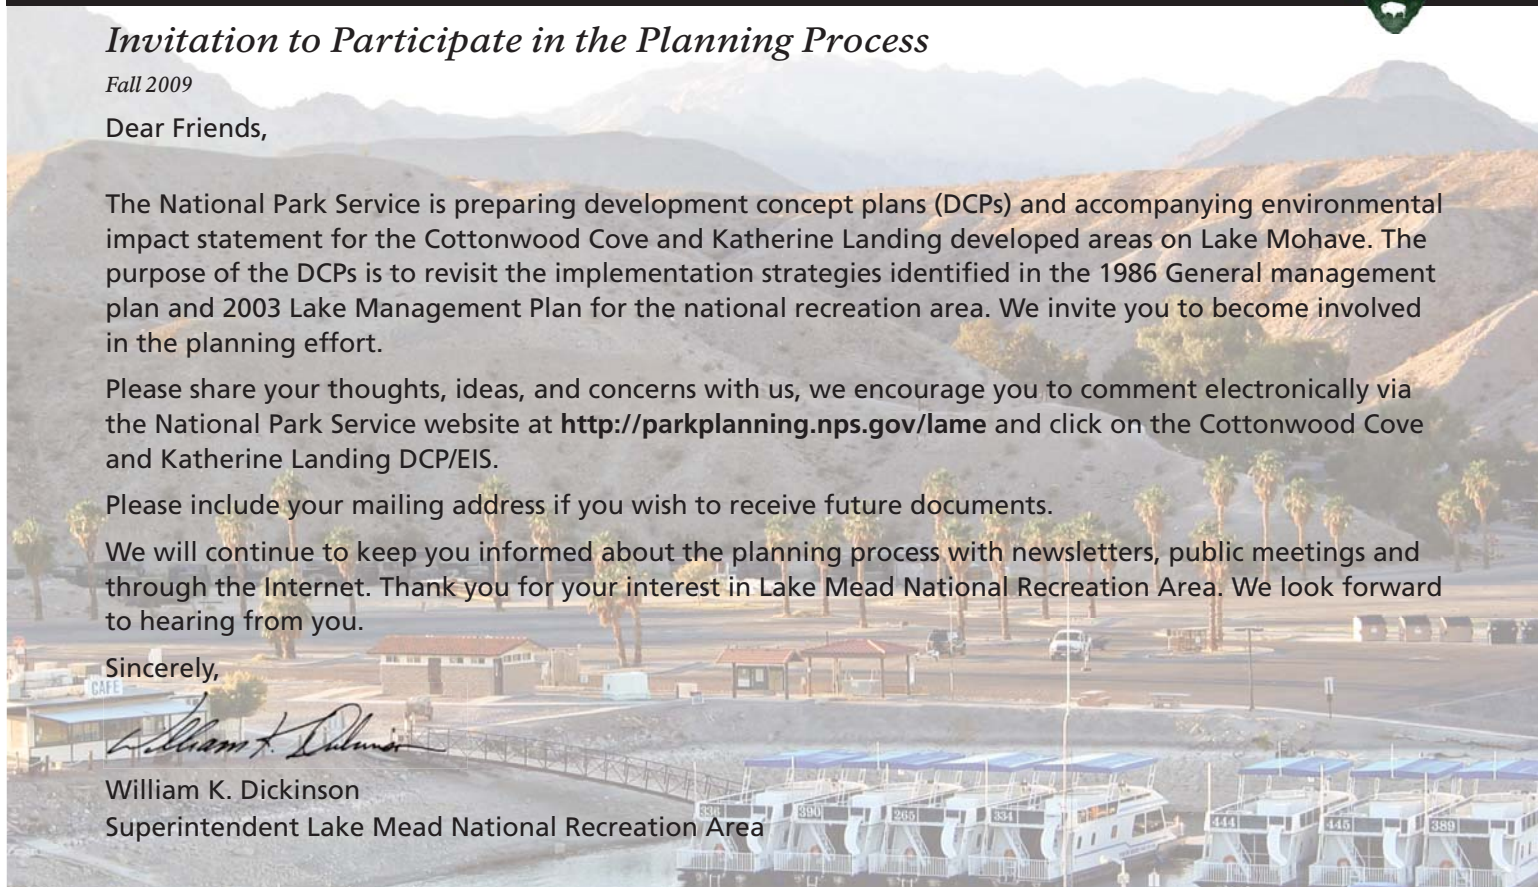 Invitation to Participate in the Planning Process
Fall 2009
Dear Friends,
The National Park Service is preparing development concept plans (DCPs) and accompanying environmental
impact statement for the Cottonwood Cove and Katherine Landing developed areas on Lake Mohave. The
purpose of the DCPs is to revisit the implementation strategies identified in the 1986 General management
plan and 2003 Lake Management Plan for the national recreation area. We invite you to become involved
in the planning effort.
Please share your thoughts, ideas, and concerns with us, we encourage you to comment electronically via
the National Park Service website at http://parkplanning.nps.gov/lame and click on the Cottonwood Cove
and Katherine Landing DCP/EIS.
Please include your mailing address if you wish to receive future documents.
We will continue to keep you informed about the planning process with newsletters, public meetings and
through the Internet. Thank you for your interest in Lake Mead National Recreation Area. We look forward
to hearing from you.
Sincerely,
CAFE
William K. Dickinson
William K. Dickinson
Superintendent Lake Mead National Recreation Area
390
265
334
444
445
389